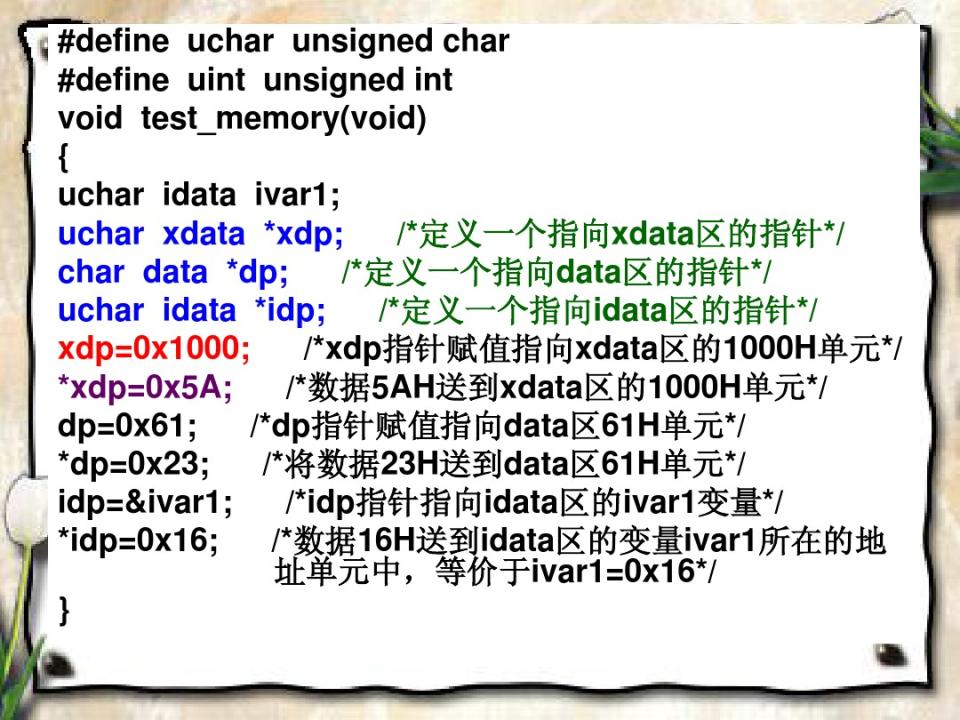 #define uchar unsigned char
#define uint unsigned int
void test_memory(void)
{
uchar idata ivar1;
uchar xdata *xdp; /*定义一个指向xdata区的指针*/
char data *dp; /*定义一个指向data区的指针*/
uchar idata *idp; /*定义一个指向idata区的指针*/
xdp=0x1000; /*xdp指针赋值指向xdata区的1000H单元*/
*xdp=0x5A; /*数据5AH送到xdata区的1000H单元*/
dp=0x61; /*dp指针赋值指向data区61H单元*/
*dp=0x23; /*将数据23H送到data区61H单元*/
idp=&ivar1; /*idp指针指向idata区的ivar1变量*/
*idp=0x16; /*数据16H送到idata区的变量ivar1所在的地
址单元中，等价于ivar1=0x16*/
}